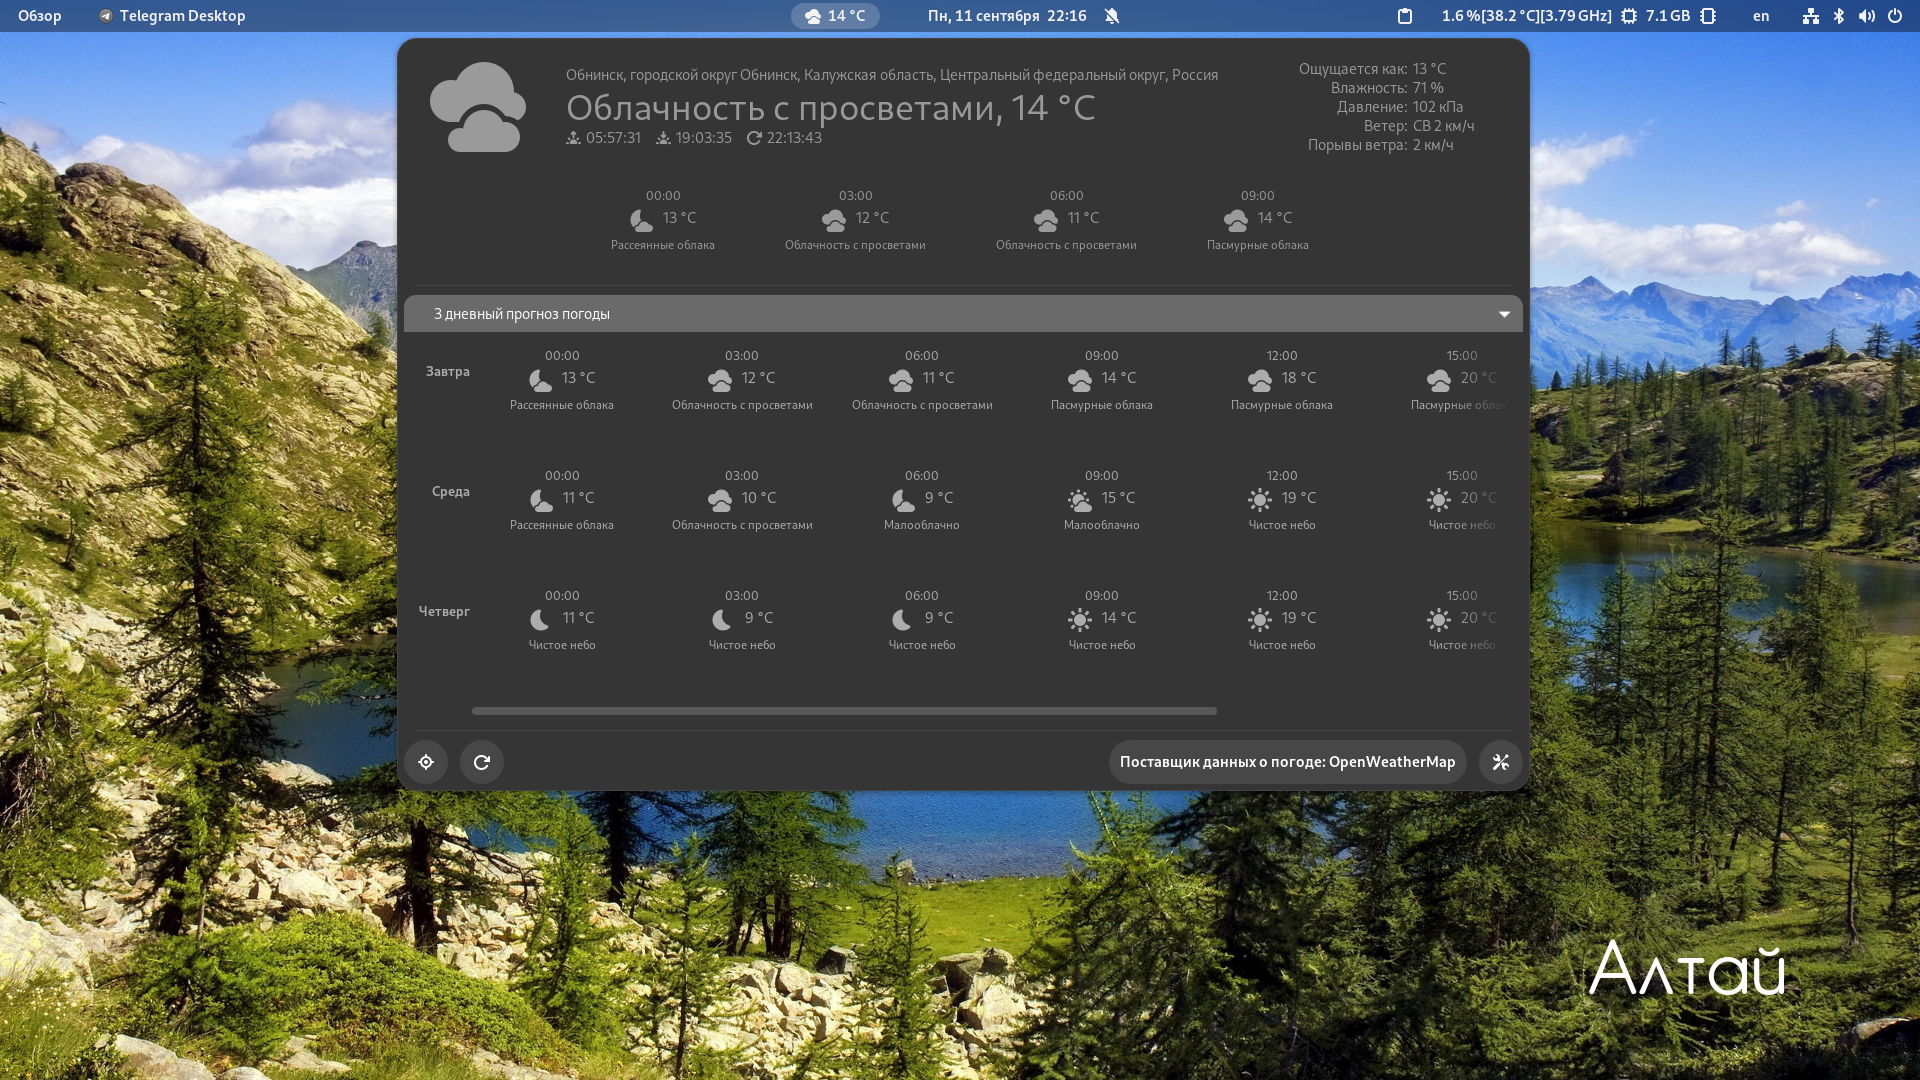 Обзор
Telegram Desktop
14 °C
Пн, 11 сентября 22:16
1.6 %[38.2 °C][3.79 GHz]
7.1 GB
en
Обнинск, городской округ Обнинск, Калужская область, Центральный федеральный округ, Россия
Облачность с просветами, 14 °C
05:57:31 19:03:35 22:13:43
Ощущается как: 13 °C
Влажность: 71 %
Давление: 102 кПа
Ветер: СВ 2 км/ч
Порывы ветра: 2 км/ч
00:00 03:00 06:00 09:00
13 °C 12 °C 11 °C 14 °C
Рассеянные облака Облачность с просветами Облачность с просветами Пасмурные облака
3 дневный прогноз погоды
Завтра
00:00 03:00 06:00 09:00 12:00 15:00
13 °C 12 °C 11 °C 14 °C 18 °C 20 °C
Рассеянные облака Облачность с просветами Облачность с просветами Пасмурные облака Пасмурные облака Пасмурные облак
Среда
00:00 03:00 06:00 09:00 12:00 15:00
11 °C 10 °C 9 °C 15 °C 19 °C 20 °C
Рассеянные облака Облачность с просветами Малооблачно Малооблачно Чистое небо Чистое небо
Четверг
00:00 03:00 06:00 09:00 12:00 15:00
11 °C 9 °C 9 °C 14 °C 19 °C 20 °C
Чистое небо Чистое небо Чистое небо Чистое небо Чистое небо Чистое небо
Поставщик данных о погоде: OpenWeatherMap
Алтай